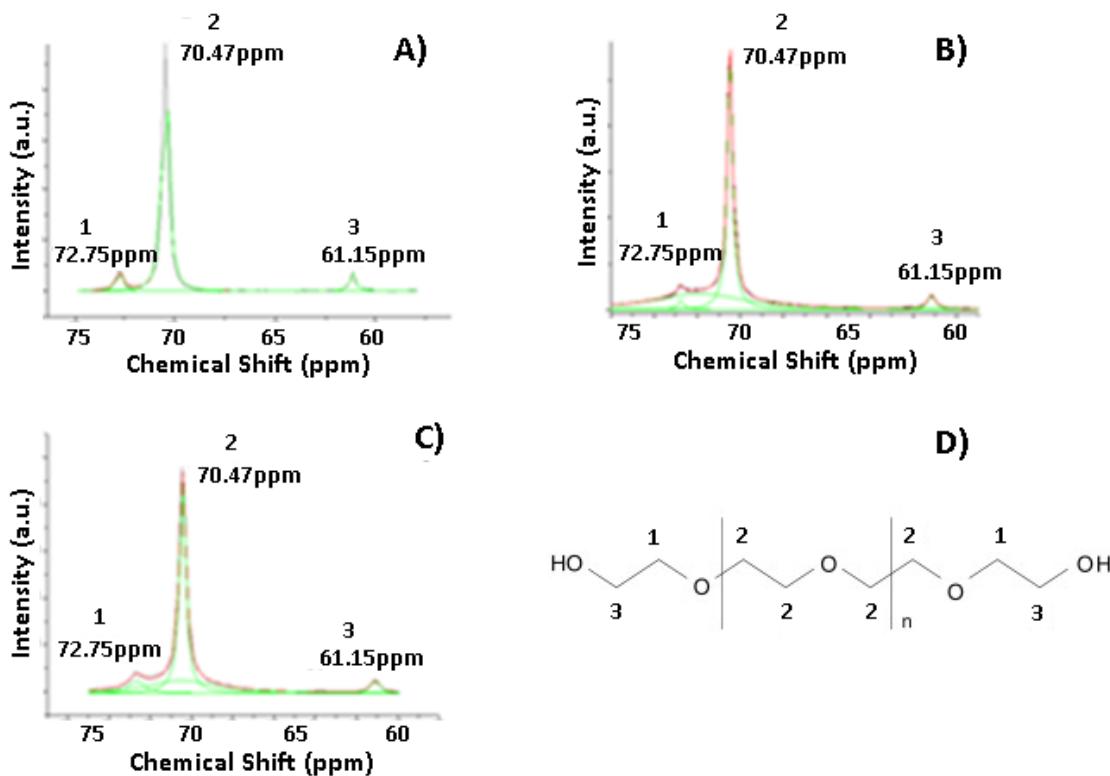 2
70.47ppm
A)
1
72.75ppm
3
61.15ppm
Intensity (a.u.)
75 70 65 60
Chemical Shift (ppm)
2
70.47ppm
B)
1
72.75ppm
3
61.15ppm
Intensity (a.u.)
75 70 65 60
Chemical Shift (ppm)
2
70.47ppm
C)
1
72.75ppm
3
61.15ppm
Intensity (a.u.)
75 70 65 60
Chemical Shift (ppm)
D)
1 2 2 1
HO O O O OH
3 2 2 n 3